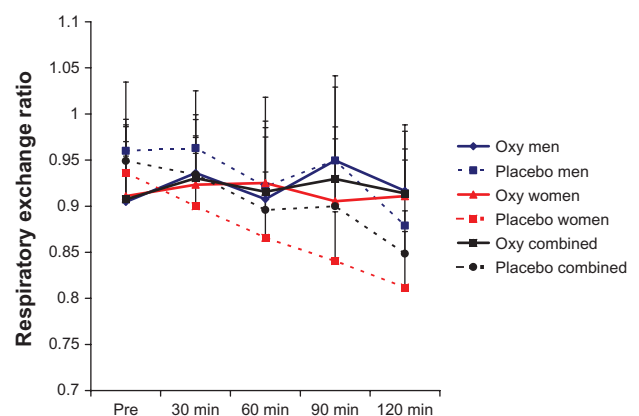 1.1
1.05
1
0.95
0.9
0.85
0.8
0.75
0.7
Respiratory exchange ratio
Pre 30 min 60 min 90 min 120 min
Oxy men
Placebo men
Oxy women
Placebo women
Oxy combined
Placebo combined